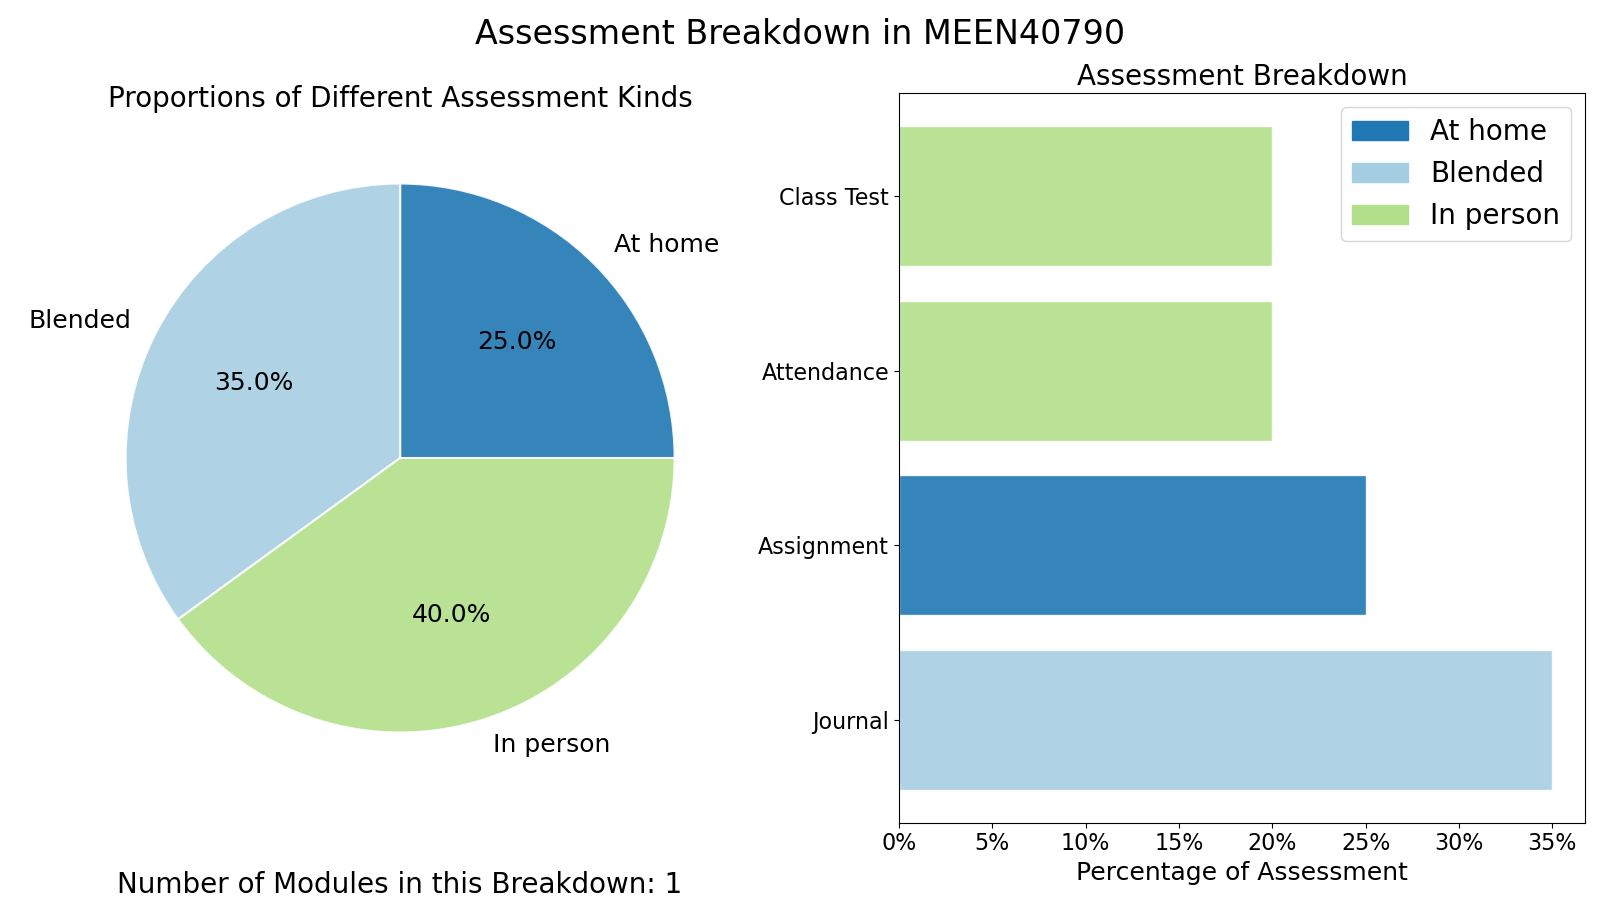 Assessment Breakdown in MEEN40790
Proportions of Different Assessment Kinds
At home
25.0%
Blended
35.0%
40.0%
In person
Number of Modules in this Breakdown: 1
Assessment Breakdown
At home
Blended
In person
Class Test
Attendance
Assignment
Journal
0% 5% 10% 15% 20% 25% 30% 35%
Percentage of Assessment